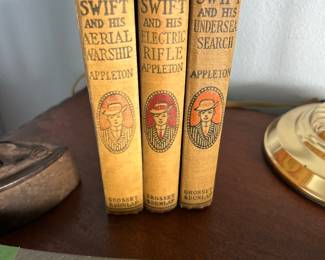 SWIFT
AND HIS
AERIAL
WARSHIP
APPLETON
GROSSET
& DUNLAP
SWIFT
AND HIS
ELECTRIC
RIFLE
APPLETON
GROSSET
& DUNLAP
SWIFT
AND HIS
UNDERSEA
SEARCH
APPLETON
GROSSET
& DUNLAP